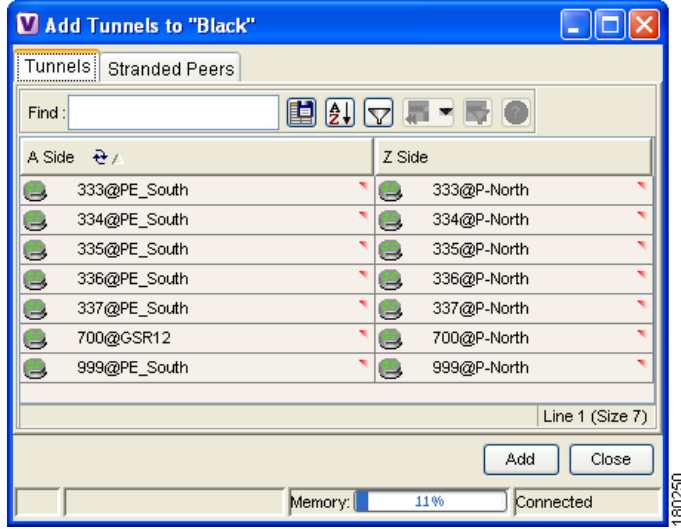 V Add Tunnels to "Black"
Tunnels Stranded Peers
Find :
A Side Z Side
333@PE_South 333@P-North
334@PE_South 334@P-North
335@PE_South 335@P-North
336@PE_South 336@P-North
337@PE_South 337@P-North
700@GSR12 700@P-North
999@PE_South 999@P-North
Line 1 (Size 7)
Add Close
Memory: 11% Connected
180250